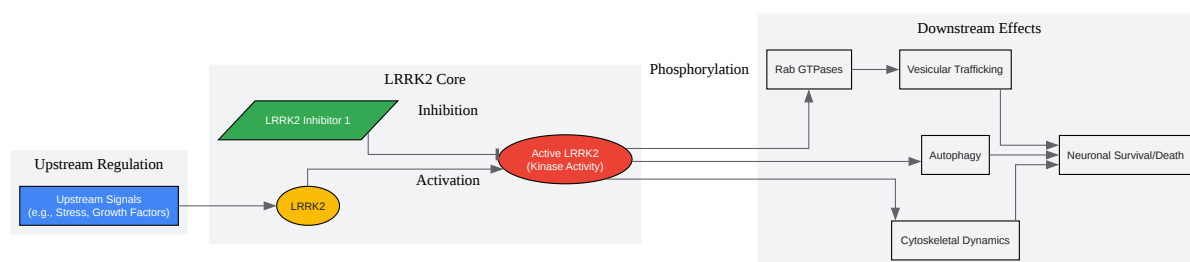 Upstream Regulation
Upstream Signals
(e.g., Stress, Growth Factors)
LRRK2 Core
LRRK2 Inhibitor 1
Inhibition
Activation
LRRK2
Active LRRK2
(Kinase Activity)
Phosphorylation
Downstream Effects
Rab GTPases
Vesicular Trafficking
Autophagy
Neuronal Survival/Death
Cytoskeletal Dynamics